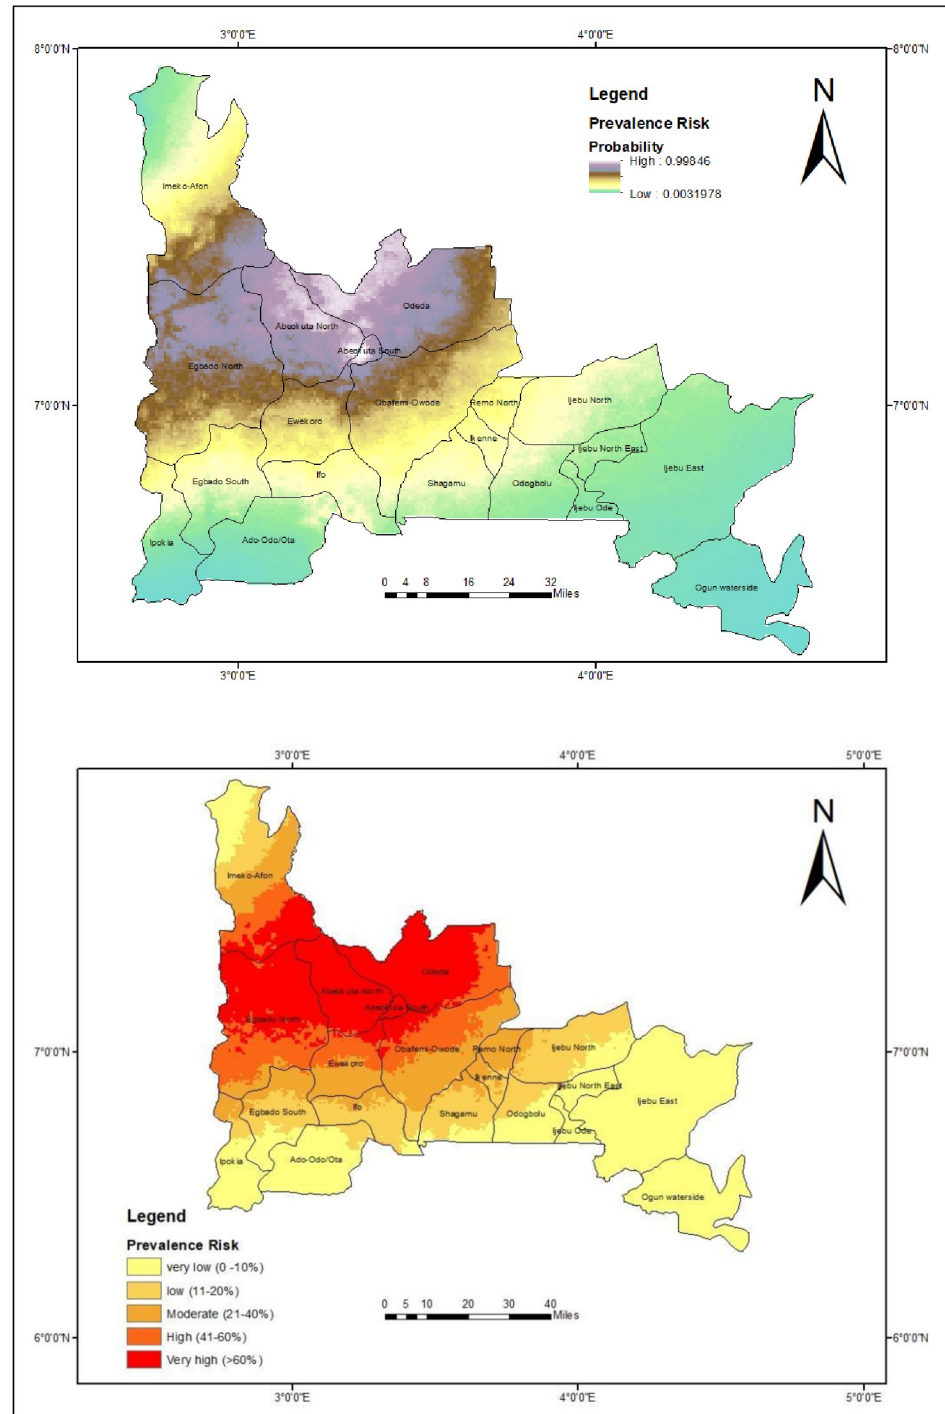 3°0'0"E 4°0'0"E
8°0'0"N 8°0'0"N
N
Legend
Prevalence Risk
Probability
High : 0.99846
Low : 0.0031978
Imeko-Afon
Odeda
Abeokuta North
Abeokuta South
Egbado North
7°0'0"N 7°0'0"N
Obafemi-Owode
Remo North
Ijebu North
Ewekoro
Ikenne
Ijebu North East
Ijebu East
Ifo
Egbado South
Shagamu
Odogbolu
Ijebu Ode
Ipokia
Ado-Odo/Ota
Ogun waterside
0 4 8 16 24 32
Miles
3°0'0"E 4°0'0"E
3°0'0"E 4°0'0"E 5°0'0"E
N
Imeko-Afon
Odeda
Abeokuta North
Abeokuta South
Egbado North
7°0'0"N 7°0'0"N
Obafemi-Owode
Remo North
Ijebu North
Ewekoro
Ikenne
Ijebu North East
Ijebu East
Ifo
Egbado South
Shagamu
Odogbolu
Ijebu Ode
Ipokia
Ado-Odo/Ota
Ogun waterside
Legend
Prevalence Risk
very low (0 -10%)
low (11-20%)
Moderate (21-40%)
High (41-60%)
Very high (>60%)
0 5 10 20 30 40
Miles
6°0'0"N 6°0'0"N
3°0'0"E 4°0'0"E 5°0'0"E